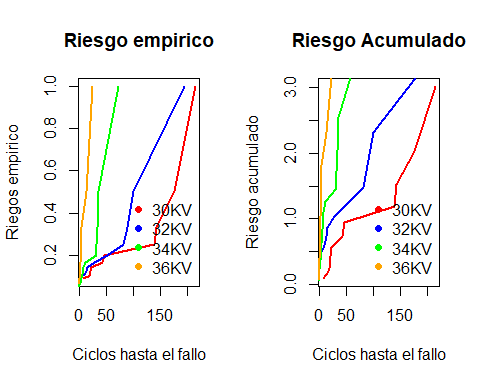 Riesgo empirico
Riegos empirico
1.0
0.8
0.6
0.4
0.2
30KV
32KV
34KV
36KV
0 50 150
Ciclos hasta el fallo
Riesgo Acumulado
Riesgo acumulado
3.0
2.0
1.0
0.0
30KV
32KV
34KV
36KV
0 50 150
Ciclos hasta el fallo